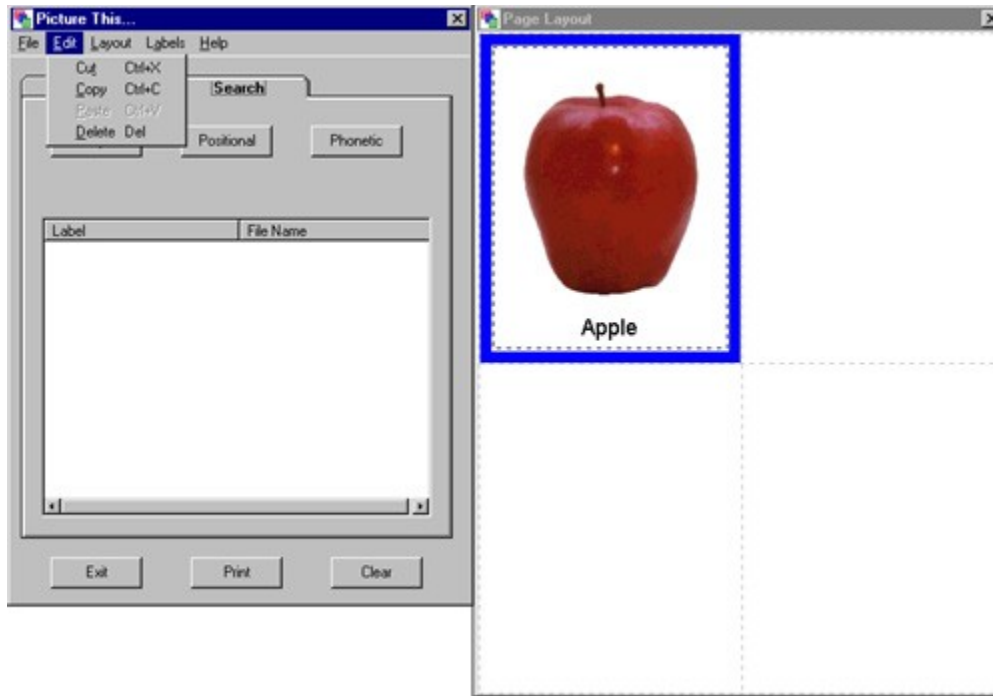 Picture This...
File Edit Layout Labels Help
Cut Ctrl+X
Copy Ctrl+C
Paste Ctrl+V
Delete Del
Search
Positional Phonetic
Label File Name
Exit Print Clear
Page Layout
Apple